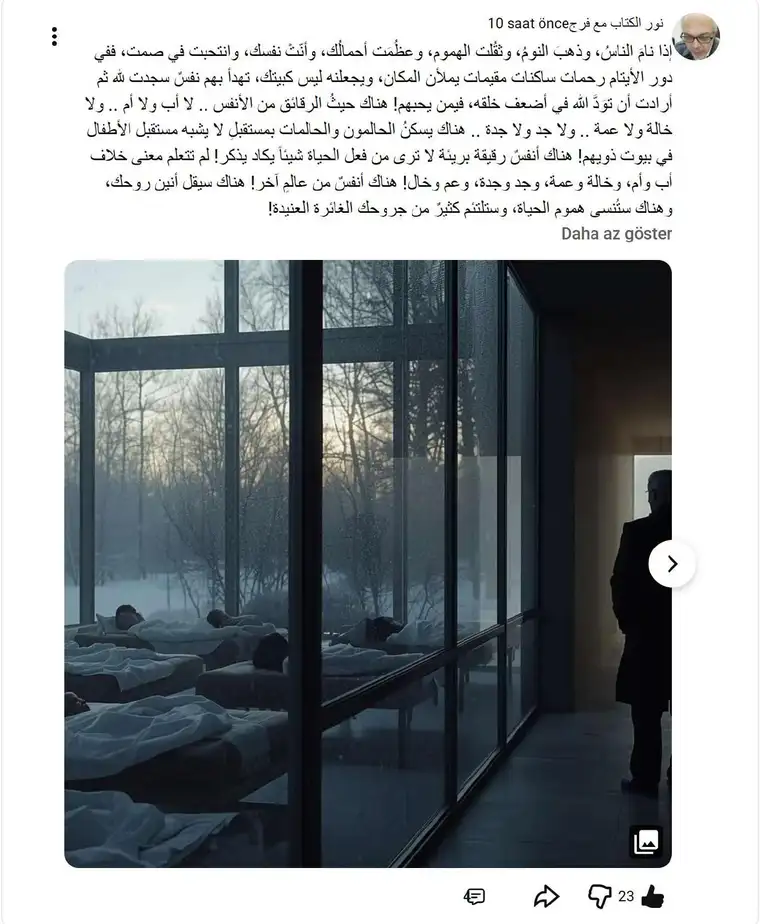 نور الكتاب مع فرج10 saat önce
إذا نامَ الناسُ، وذهبَ النومُ، وثقُلت الهموم، وعظُمَت أحمالُك، وأنّتْ نفسك، وانتحبت في صمت، ففي
دور الأيتام رحمات ساكنات مقيمات يملأن المكان، ويجعلنه ليس كبيتك، تهدأ بهم نفسٌ سجدت لله ثم
أرادت أن تودَّ الله في أضعف خلقه، فيمن يحبهم! هناك حيثُ الرقائق من الأنفس .. لا أب ولا أم .. ولا
خالة ولا عمة .. ولا جد ولا جدة .. هناك يسكنُ الحالمون والحالمات بمستقبلٍ لا يشبه مستقبل الأطفال
في بيوت ذويهم! هناك أنفسٌ رقيقة بريئة لا ترى من فعل الحياة شيئاً يكاد يذكر! لم تتعلم معنى خلاف
أب وأم، وخالة وعمة، وجد وجدة، وعم وخال! هناك أنفسٌ من عالمٍ آخر! هناك سيقل أنين روحك،
وهناك ستُنسى هموم الحياة، وستلتئم كثيرٌ من جروحك الغائرة العنيدة!
Daha az göster
4
23